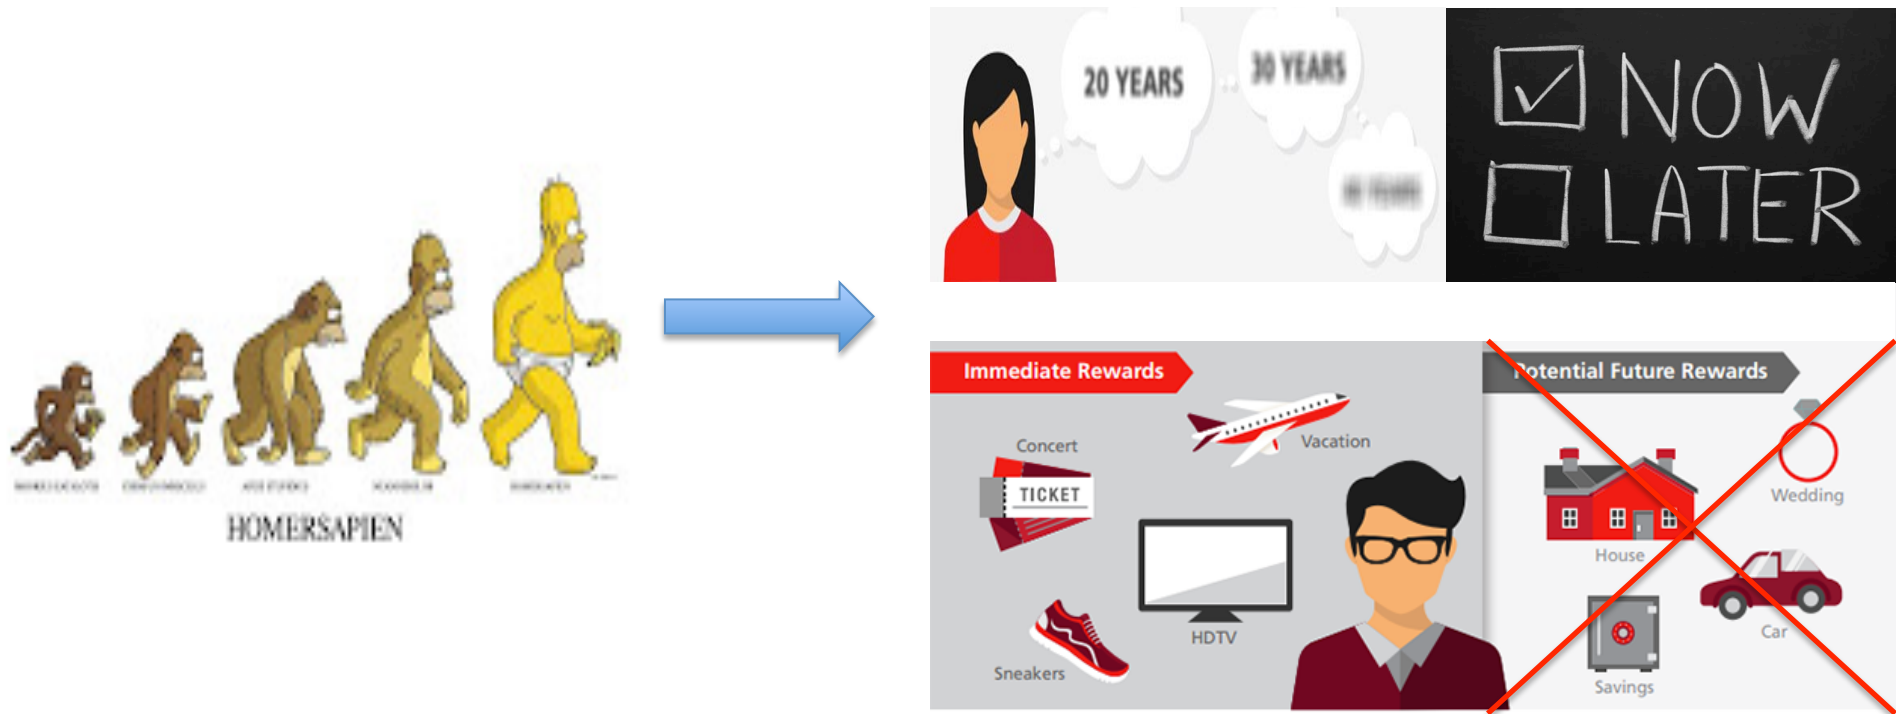 HOMERSAPIEN
20 YEARS
30 YEARS
NOW
LATER
Immediate Rewards
Concert
TICKET
Vacation
HDTV
Sneakers
Potential Future Rewards
Wedding
House
Car
Savings